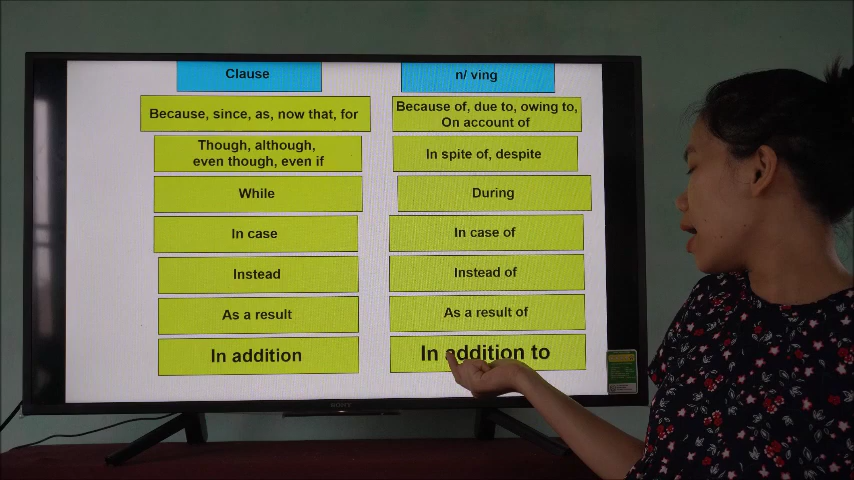 Clause
n/ ving
Because, since, as, now that, for
Because of, due to, owing to,
On account of
Though, although,
even though, even if
In spite of, despite
While
During
In case
In case of
Instead
Instead of
As a result
As a result of
In addition
In addition to
SONY